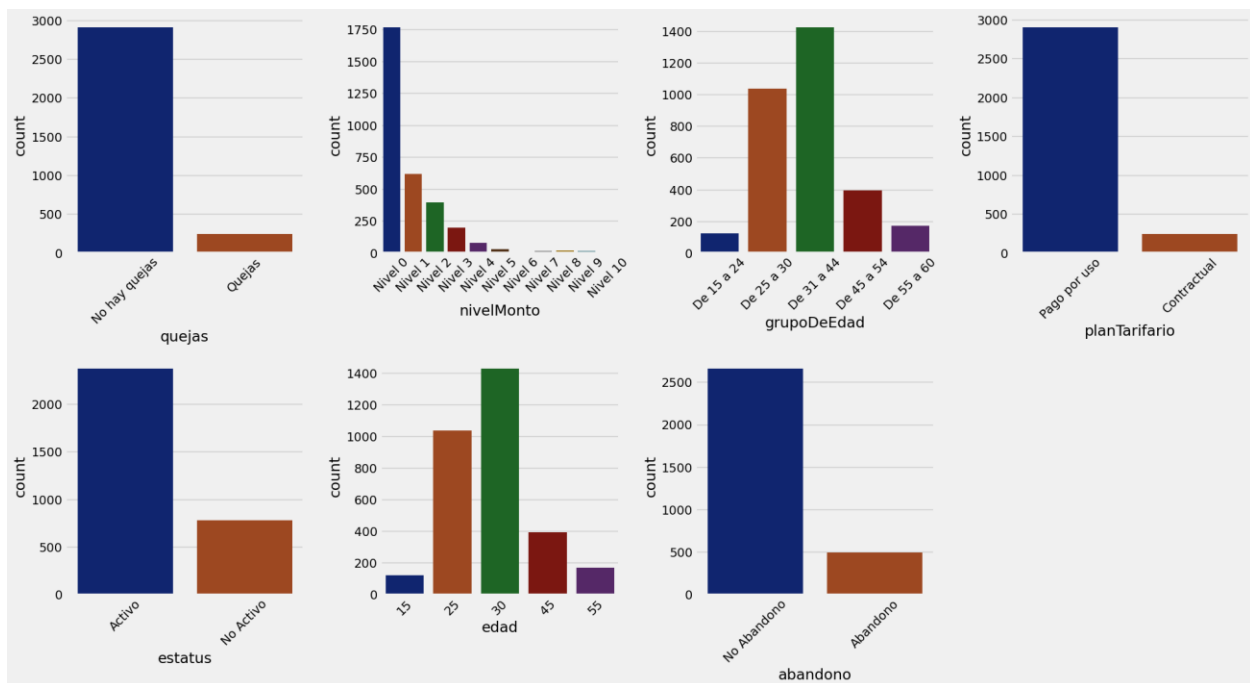 3000
2500
2000
1500
1000
500
0
count
No hay quejas
Quejas
quejas
1750
1500
1250
1000
750
500
250
0
count
Nivel 0
Nivel 1
Nivel 2
Nivel 3
Nivel 4
Nivel 5
Nivel 6
Nivel 7
Nivel 8
Nivel 9
Nivel 10
nivelMonto
1400
1200
1000
800
600
400
200
0
count
De 15 a 24
De 25 a 30
De 31 a 44
De 45 a 54
De 55 a 60
grupoDeEdad
3000
2500
2000
1500
1000
500
0
count
Pago por uso
Contractual
planTarifario
2000
1500
1000
500
0
count
Activo
No Activo
estatus
1400
1200
1000
800
600
400
200
0
count
15
25
30
45
55
edad
2500
2000
1500
1000
500
0
count
No Abandono
Abandono
abandono